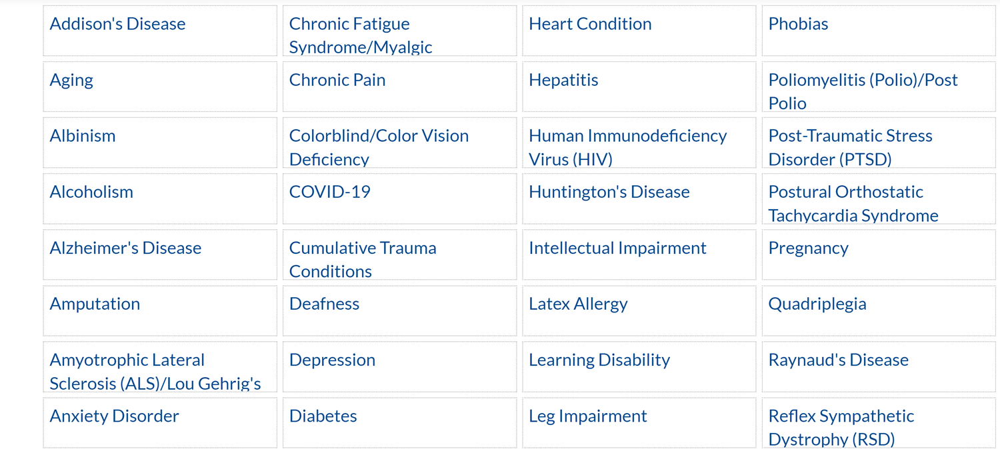 Addison's Disease
Chronic Fatigue
Syndrome/Myalgic
Heart Condition
Phobias
Aging
Chronic Pain
Hepatitis
Poliomyelitis (Polio)/Post
Polio
Albinism
Colorblind/Color Vision
Deficiency
Human Immunodeficiency
Virus (HIV)
Post-Traumatic Stress
Disorder (PTSD)
Alcoholism
COVID-19
Huntington's Disease
Postural Orthostatic
Tachycardia Syndrome
Alzheimer's Disease
Cumulative Trauma
Conditions
Intellectual Impairment
Pregnancy
Amputation
Deafness
Latex Allergy
Quadriplegia
Amyotrophic Lateral
Sclerosis (ALS)/Lou Gehrig's
Depression
Learning Disability
Raynaud's Disease
Anxiety Disorder
Diabetes
Leg Impairment
Reflex Sympathetic
Dystrophy (RSD)